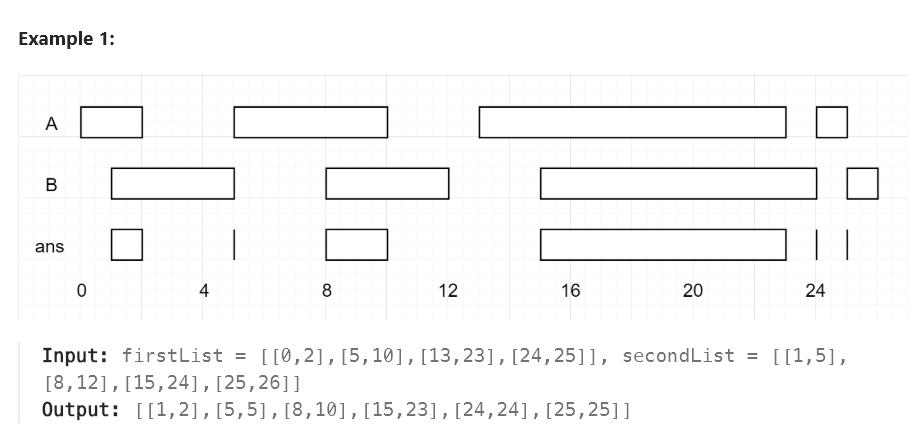 Example 1:
A
B
ans
0 4 8 12 16 20 24
Input: firstList = [[0,2],[5,10],[13,23],[24,25]], secondList = [[1,5],
[8,12],[15,24],[25,26]]
Output: [[1,2],[5,5],[8,10],[15,23],[24,24],[25,25]]